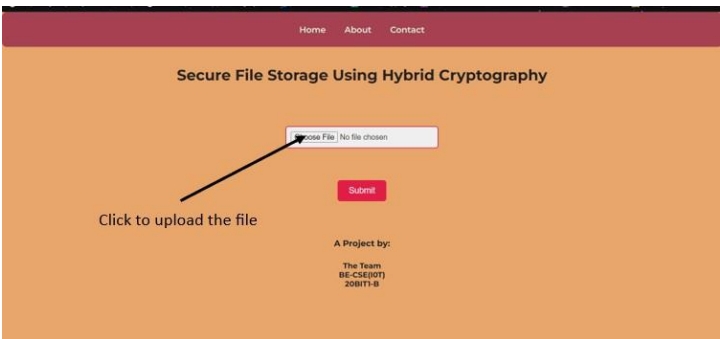 Home About Contact
Secure File Storage Using Hybrid Cryptography
Choose File No file chosen
Submit
Click to upload the file
A Project by:
The Team
BE-CSE(IOT)
20BIT1-B